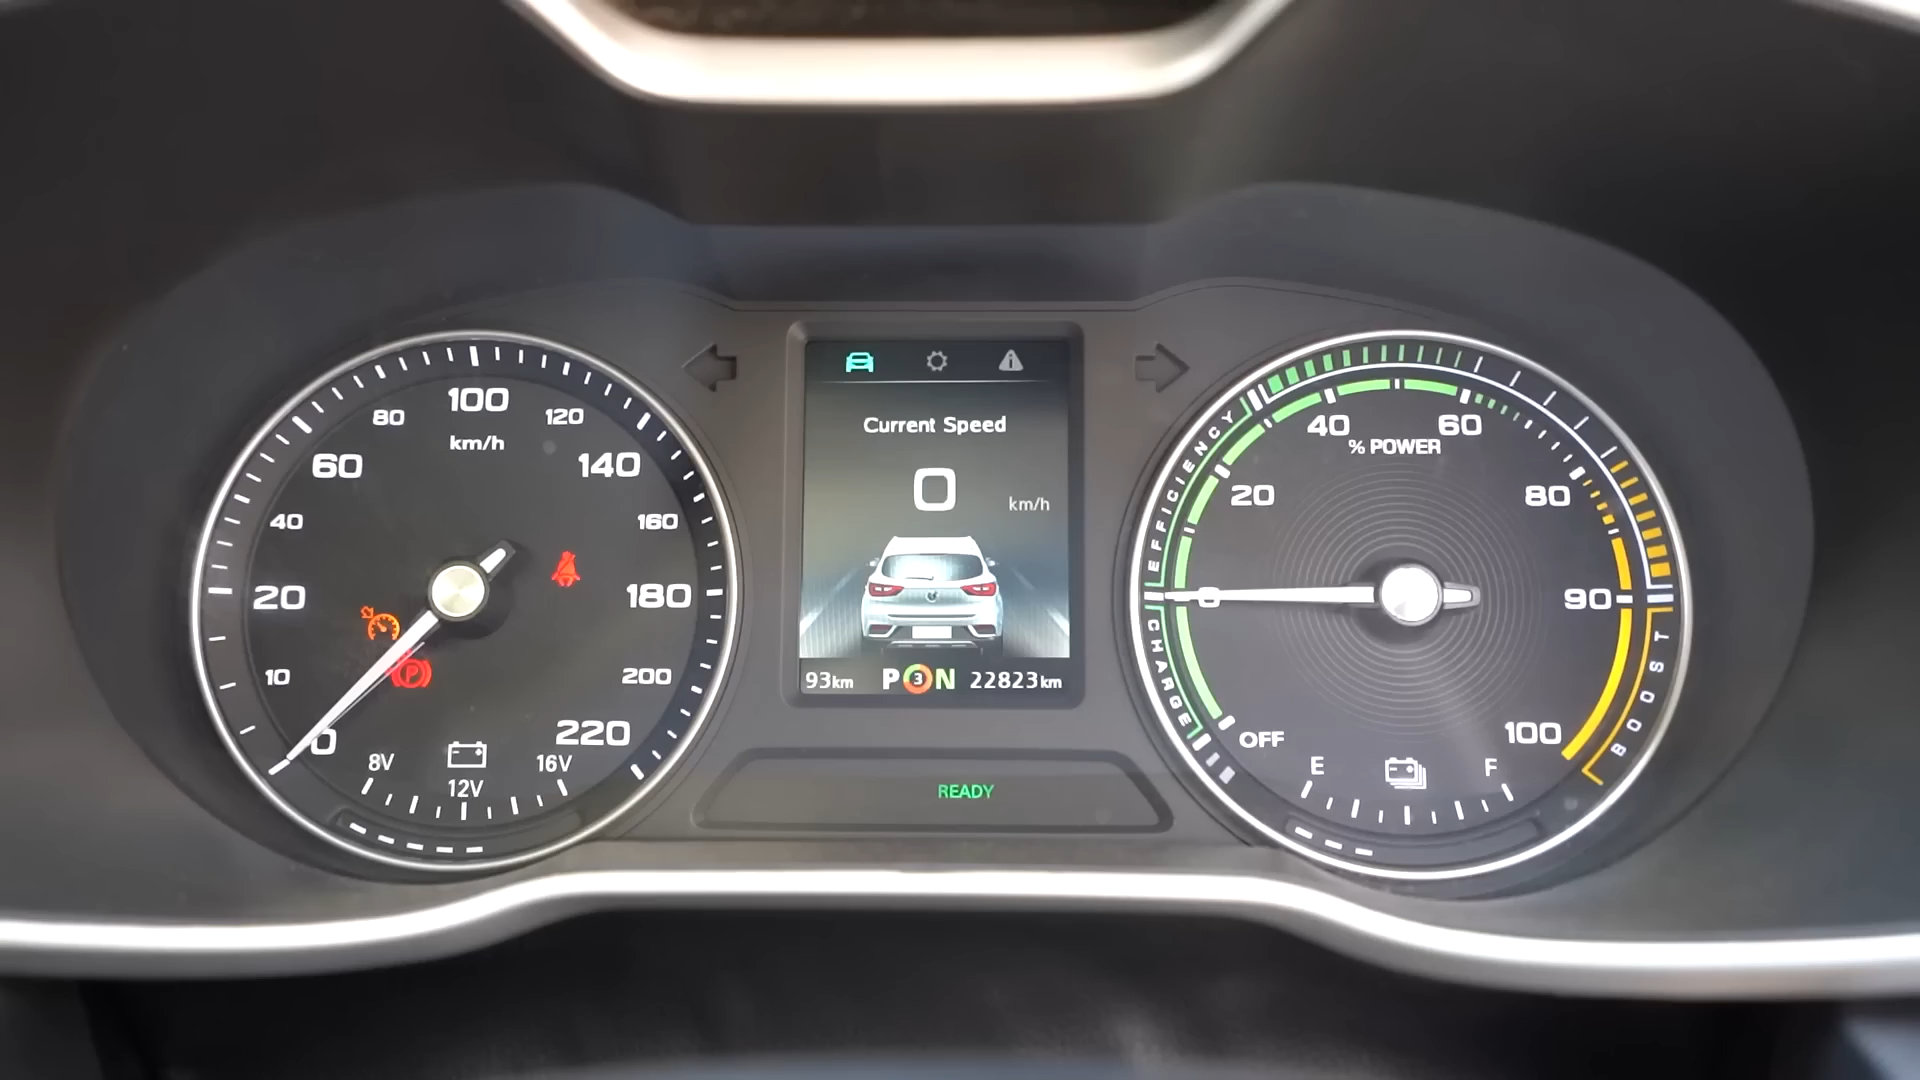 100
80
120
km/h
60
140
40
160
20
180
10
200
0
220
8V
12V
16V
Current Speed
0
km/h
93km
P 3 N
22823km
READY
EFFICIENCY
CHARGE
BOOST
40
60
% POWER
20
80
0
90
OFF
100
E
F
P